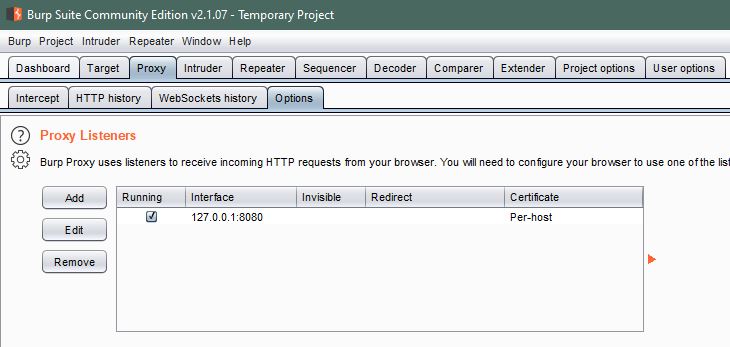 Burp Suite Community Edition v2.1.07 - Temporary Project
Burp Project Intruder Repeater Window Help
Dashboard Target Proxy Intruder Repeater Sequencer Decoder Comparer Extender Project options User options
Intercept HTTP history WebSockets history Options
? Proxy Listeners
Burp Proxy uses listeners to receive incoming HTTP requests from your browser. You will need to configure your browser to use one of the list
Add Running Interface Invisible Redirect Certificate
127.0.0.1:8080 Per-host
Edit
Remove